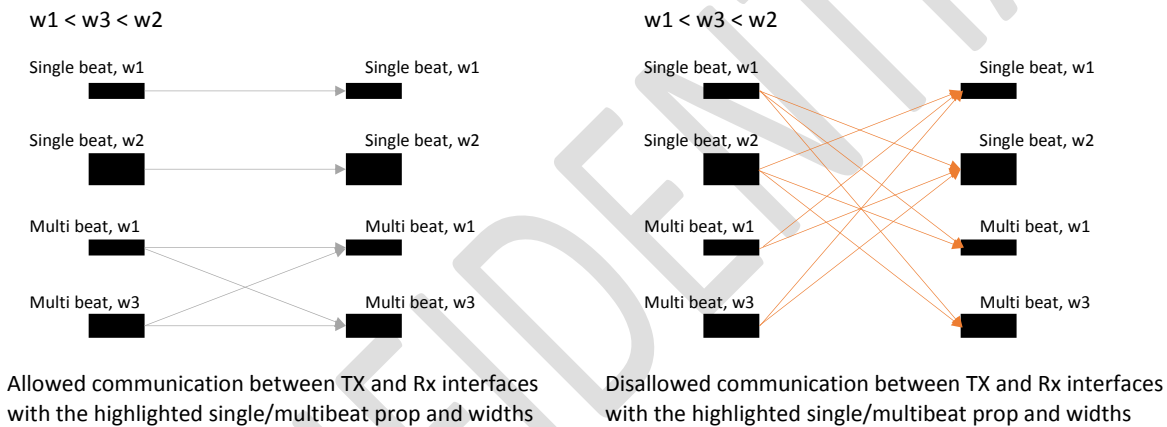 w1 < w3 < w2
Single beat, w1
Single beat, w1
Single beat, w2
Single beat, w2
Multi beat, w1
Multi beat, w1
Multi beat, w3
Multi beat, w3
Allowed communication between TX and Rx interfaces
with the highlighted single/multibeat prop and widths
w1 < w3 < w2
Single beat, w1
Single beat, w1
Single beat, w2
Single beat, w2
Multi beat, w1
Multi beat, w1
Multi beat, w3
Multi beat, w3
Disallowed communication between TX and Rx interfaces
with the highlighted single/multibeat prop and widths